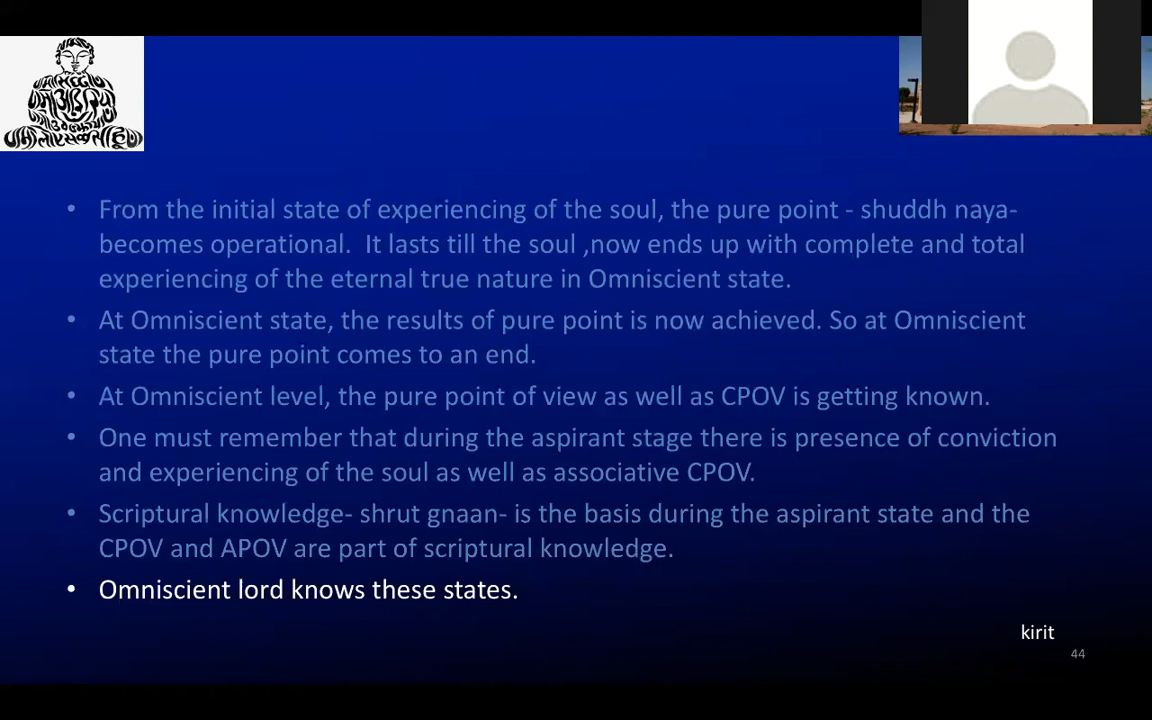 • From the initial state of experiencing of the soul, the pure point - shuddh naya-
becomes operational.  It lasts till the soul ,now ends up with complete and total
experiencing of the eternal true nature in Omniscient state.
• At Omniscient state, the results of pure point is now achieved. So at Omniscient
state the pure point comes to an end.
• At Omniscient level, the pure point of view as well as CPOV is getting known.
• One must remember that during the aspirant stage there is presence of conviction
and experiencing of the soul as well as associative CPOV.
• Scriptural knowledge- shrut gnaan- is the basis during the aspirant state and the
CPOV and APOV are part of scriptural knowledge.
• Omniscient lord knows these states.
kirit
44